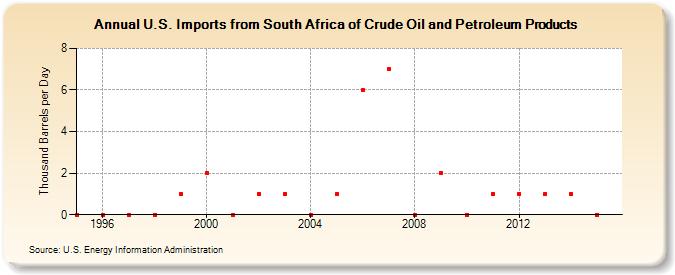 Annual U.S. Imports from South Africa of Crude Oil and Petroleum Products
Thousand Barrels per Day
8
6
4
2
0
1996 2000 2004 2008 2012
Source: U.S. Energy Information Administration